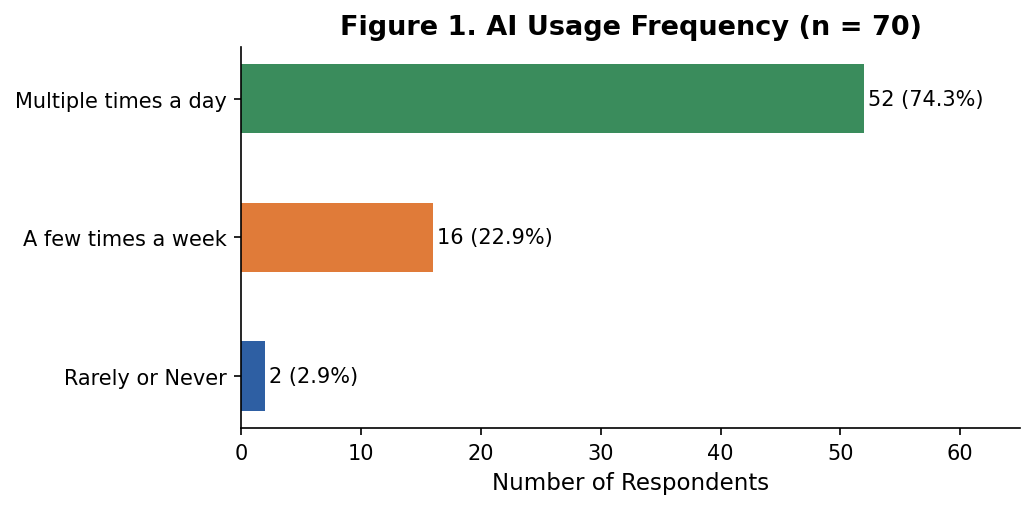 Figure 1. AI Usage Frequency (n = 70)
Multiple times a day
52 (74.3%)
A few times a week
16 (22.9%)
Rarely or Never
2 (2.9%)
0 10 20 30 40 50 60
Number of Respondents